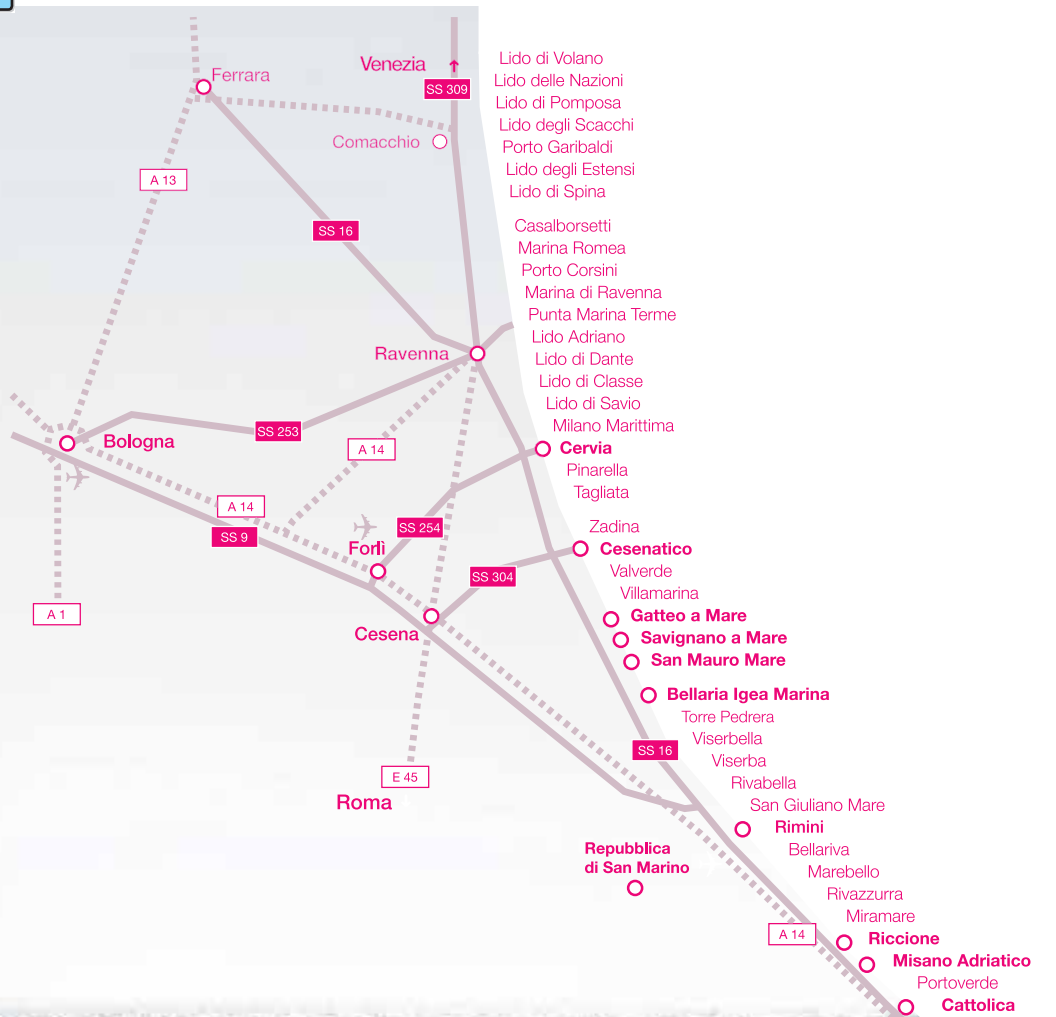 Venezia
SS 309
Ferrara
Comacchio
A 13
SS 16
Ravenna
Bologna
SS 253
A 14
A 14
SS 9
SS 254
Forlì
SS 304
A 1
Cesena
E 45
Roma
SS 16
Repubblica
di San Marino
A 14
Lido di Volano
Lido delle Nazioni
Lido di Pomposa
Lido degli Scacchi
Porto Garibaldi
Lido degli Estensi
Lido di Spina
Casalborsetti
Marina Romea
Porto Corsini
Marina di Ravenna
Punta Marina Terme
Lido Adriano
Lido di Dante
Lido di Classe
Lido di Savio
Milano Marittima
Cervia
Pinarella
Tagliata
Zadina
Cesenatico
Valverde
Villamarina
Gatteo a Mare
Savignano a Mare
San Mauro Mare
Bellaria Igea Marina
Torre Pedrera
Viserbella
Viserba
Rivabella
San Giuliano Mare
Rimini
Bellariva
Marebello
Rivazzurra
Miramare
Riccione
Misano Adriatico
Portoverde
Cattolica